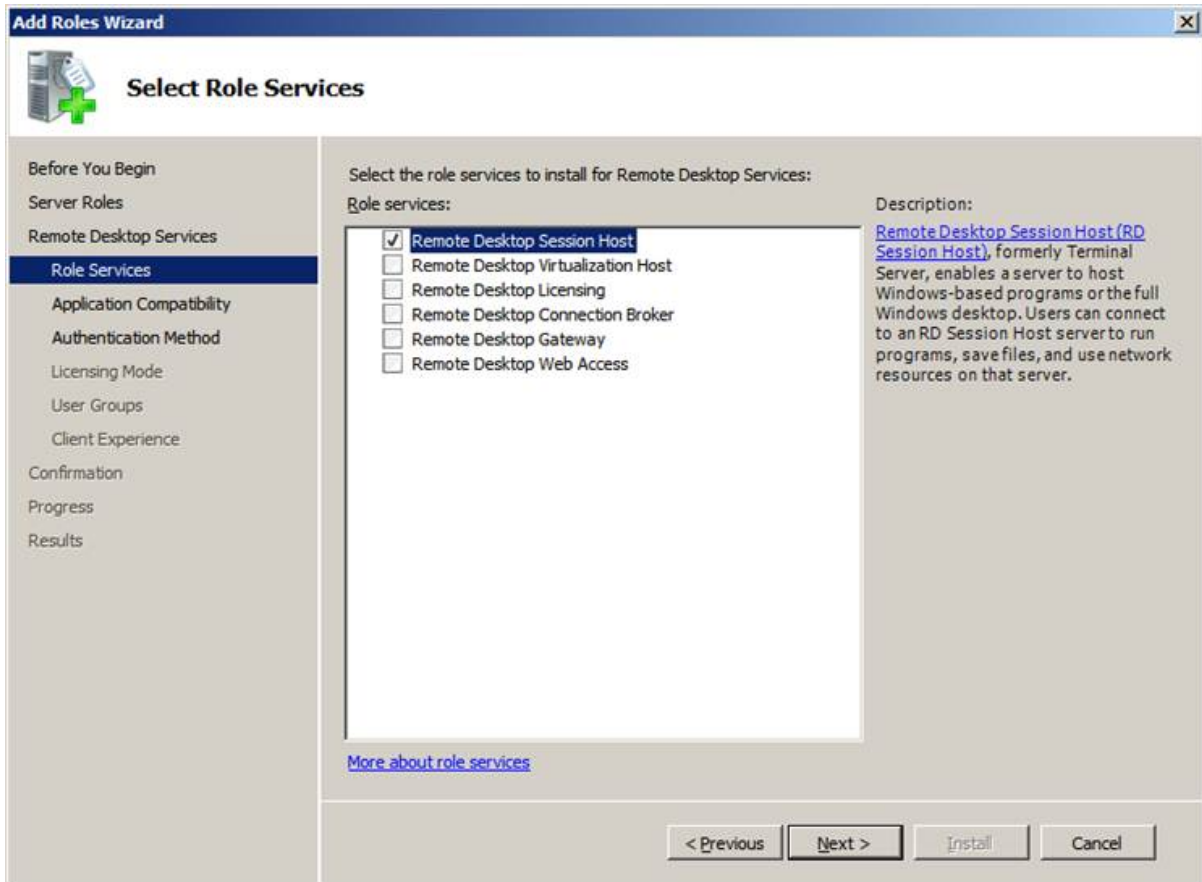 Add Roles Wizard
Select Role Services
Before You Begin
Server Roles
Remote Desktop Services
Role Services
Application Compatibility
Authentication Method
Licensing Mode
User Groups
Client Experience
Confirmation
Progress
Results
Select the role services to install for Remote Desktop Services:
Role services:
Remote Desktop Session Host
Remote Desktop Virtualization Host
Remote Desktop Licensing
Remote Desktop Connection Broker
Remote Desktop Gateway
Remote Desktop Web Access
More about role services
Description:
Remote Desktop Session Host (RD
Session Host), formerly Terminal
Server, enables a server to host
Windows-based programs or the full
Windows desktop. Users can connect
to an RD Session Host server to run
programs, save files, and use network
resources on that server.
< Previous
Next >
Install
Cancel